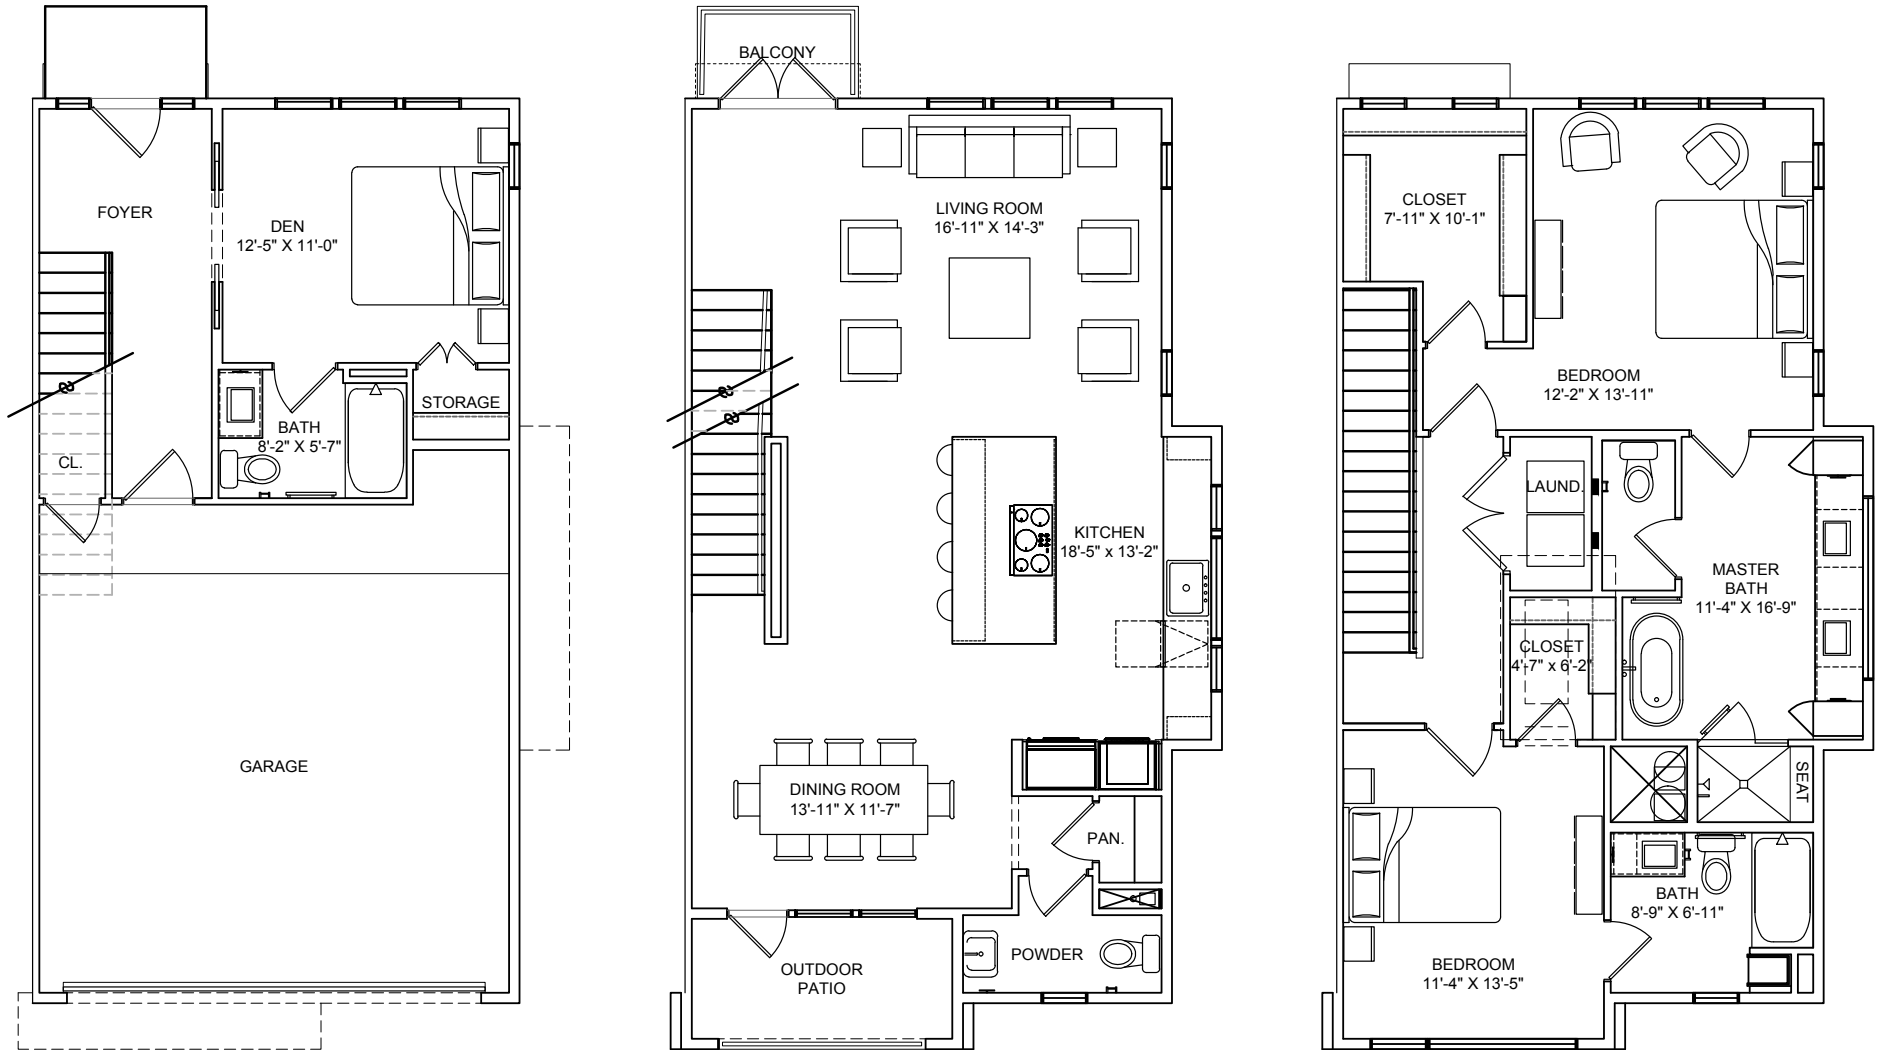 FOYER
DEN
12'-5" X 11'-0"
BATH
8'-2" X 5'-7"
STORAGE
CL.
GARAGE
BALCONY
LIVING ROOM
16'-11" X 14'-3"
KITCHEN
18'-5" x 13'-2"
DINING ROOM
13'-11" X 11'-7"
PAN.
POWDER
OUTDOOR
PATIO
CLOSET
7'-11" X 10'-1"
BEDROOM
12'-2" X 13'-11"
LAUND.
MASTER
BATH
11'-4" X 16'-9"
CLOSET
4'-7" x 6'-2"
SEAT
BATH
8'-9" X 6'-11"
BEDROOM
11'-4" X 13'-5"